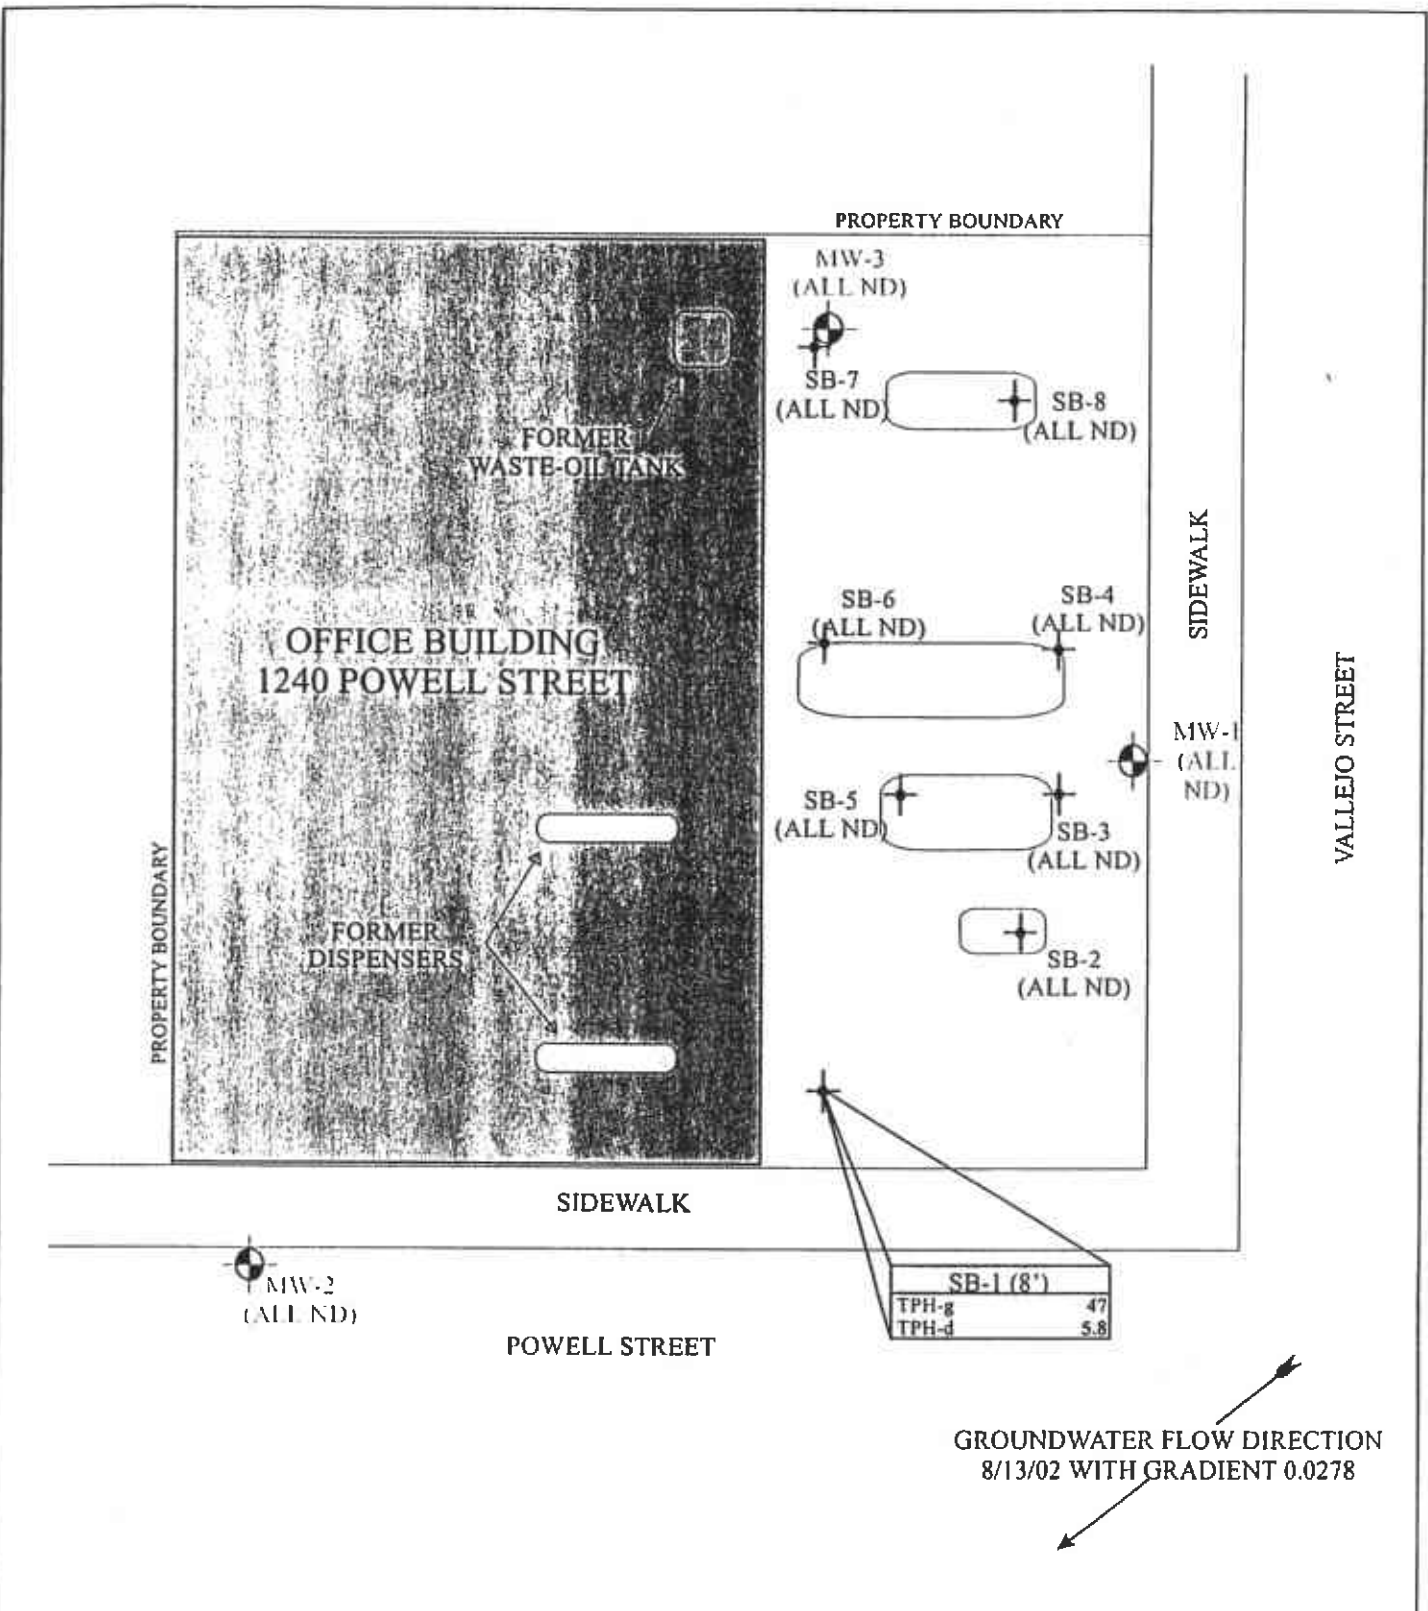 PROPERTY BOUNDARY
MW-3
(ALL ND)
SB-7
(ALL ND)
SB-8
(ALL ND)
FORMER
WASTE-OIL TANK
SIDEWALK
SB-6
(ALL ND)
SB-4
(ALL ND)
OFFICE BUILDING
1240 POWELL STREET
VALLEJO STREET
MW-1
(ALL
ND)
SB-5
(ALL ND)
SB-3
(ALL ND)
PROPERTY BOUNDARY
FORMER
DISPENSERS
SB-2
(ALL ND)
SIDEWALK
MW-2
(ALL ND)
SB-1 (8')
TPH-g 47
TPH-d 5.8
POWELL STREET
GROUNDWATER FLOW DIRECTION
8/13/02 WITH GRADIENT 0.0278